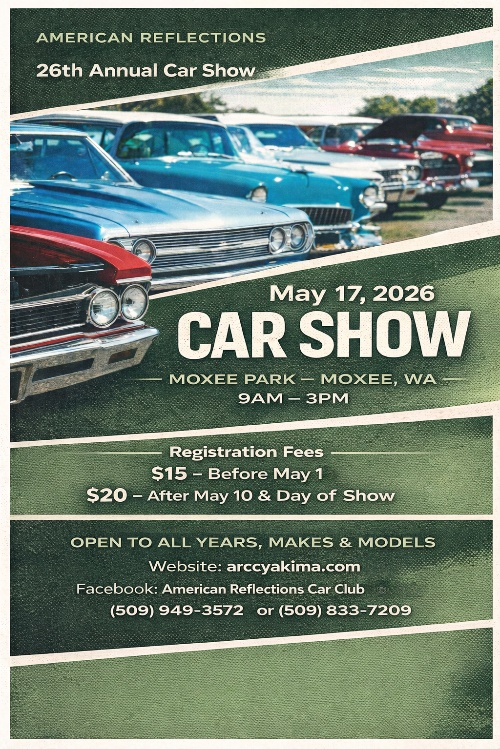 AMERICAN REFLECTIONS
26th Annual Car Show
May 17, 2026
CAR SHOW
MOXEE PARK – MOXEE, WA
9AM – 3PM
Registration Fees
$15 – Before May 1
$20 – After May 10 & Day of Show
OPEN TO ALL YEARS, MAKES & MODELS
Website: arccyakima.com
Facebook: American Reflections Car Club
(509) 949-3572 or (509) 833-7209